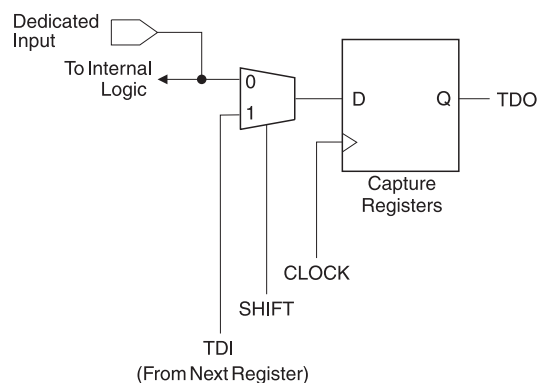 Dedicated
Input
To Internal
Logic
0
1
D
Q
TDO
Capture
Registers
CLOCK
SHIFT
TDI
(From Next Register)